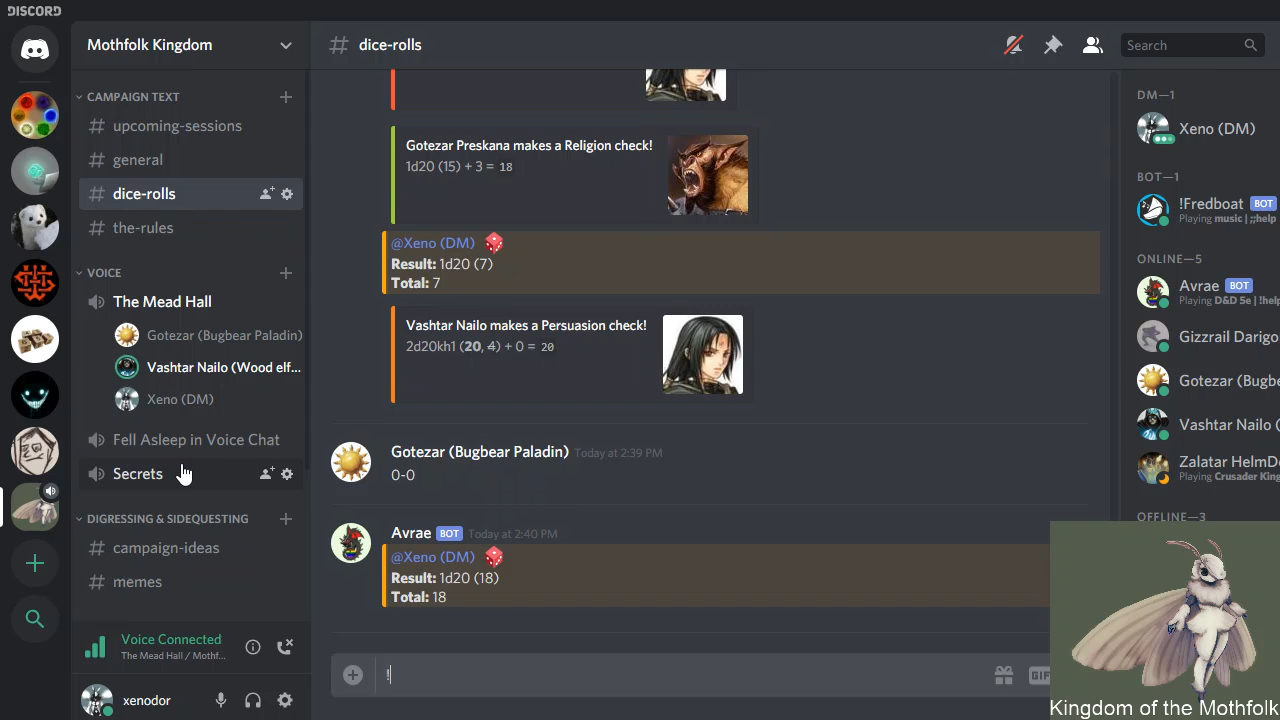 DISCORD
Mothfolk Kingdom
CAMPAIGN TEXT
# upcoming-sessions
# general
# dice-rolls
# the-rules
VOICE
The Mead Hall
Gotezar (Bugbear Paladin)
Vashtar Nailo (Wood elf...
Xeno (DM)
Fell Asleep in Voice Chat
Secrets
DIGRESSING & SIDEQUESTING
# campaign-ideas
# memes
Voice Connected
The Mead Hall / Mothf...
xenodor
# dice-rolls
Search
Gotezar Preskana makes a Religion check!
1d20 (15) + 3 = 18
@Xeno (DM)
Result: 1d20 (7)
Total: 7
Vashtar Nailo makes a Persuasion check!
2d20kh1 (20, 4) + 0 = 20
Gotezar (Bugbear Paladin) Today at 2:39 PM
0-0
Avrae BOT Today at 2:40 PM
@Xeno (DM)
Result: 1d20 (18)
Total: 18
!
GIF
DM—1
Xeno (DM)
BOT—1
!Fredboat BOT
Playing music | ;;help
ONLINE—5
Avrae BOT
Playing D&D 5e | !help
Gizzrail Darigo
Gotezar (Bugbe
Vashtar Nailo (
Zalatar HelmDe
Playing Crusader King
OFFLINE—3
Kingdom of the Mothfolk